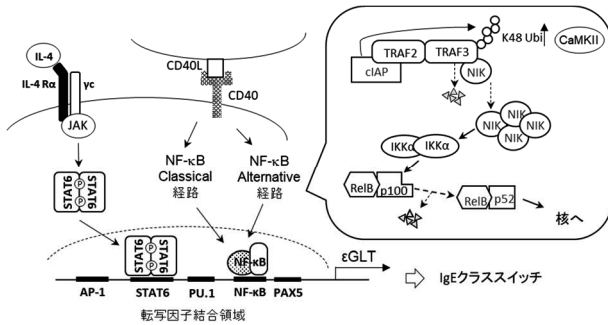 IL-4
IL-4 Rα
γc
JAK
STAT6
STAT6
P
P
CD40L
CD40
NF-κB
Classical
経路
NF-κB
Alternative
経路
STAT6
STAT6
P
P
NF-κB
εGLT
AP-1
STAT6
PU.1
NF-κB
PAX5
転写因子結合領域
IgEクラススイッチ
TRAF2
TRAF3
cIAP
K48 Ubi
CaMKII
NIK
NIK
NIK
NIK
NIK
IKKα
IKKα
RelB
p100
RelB
p52
核へ